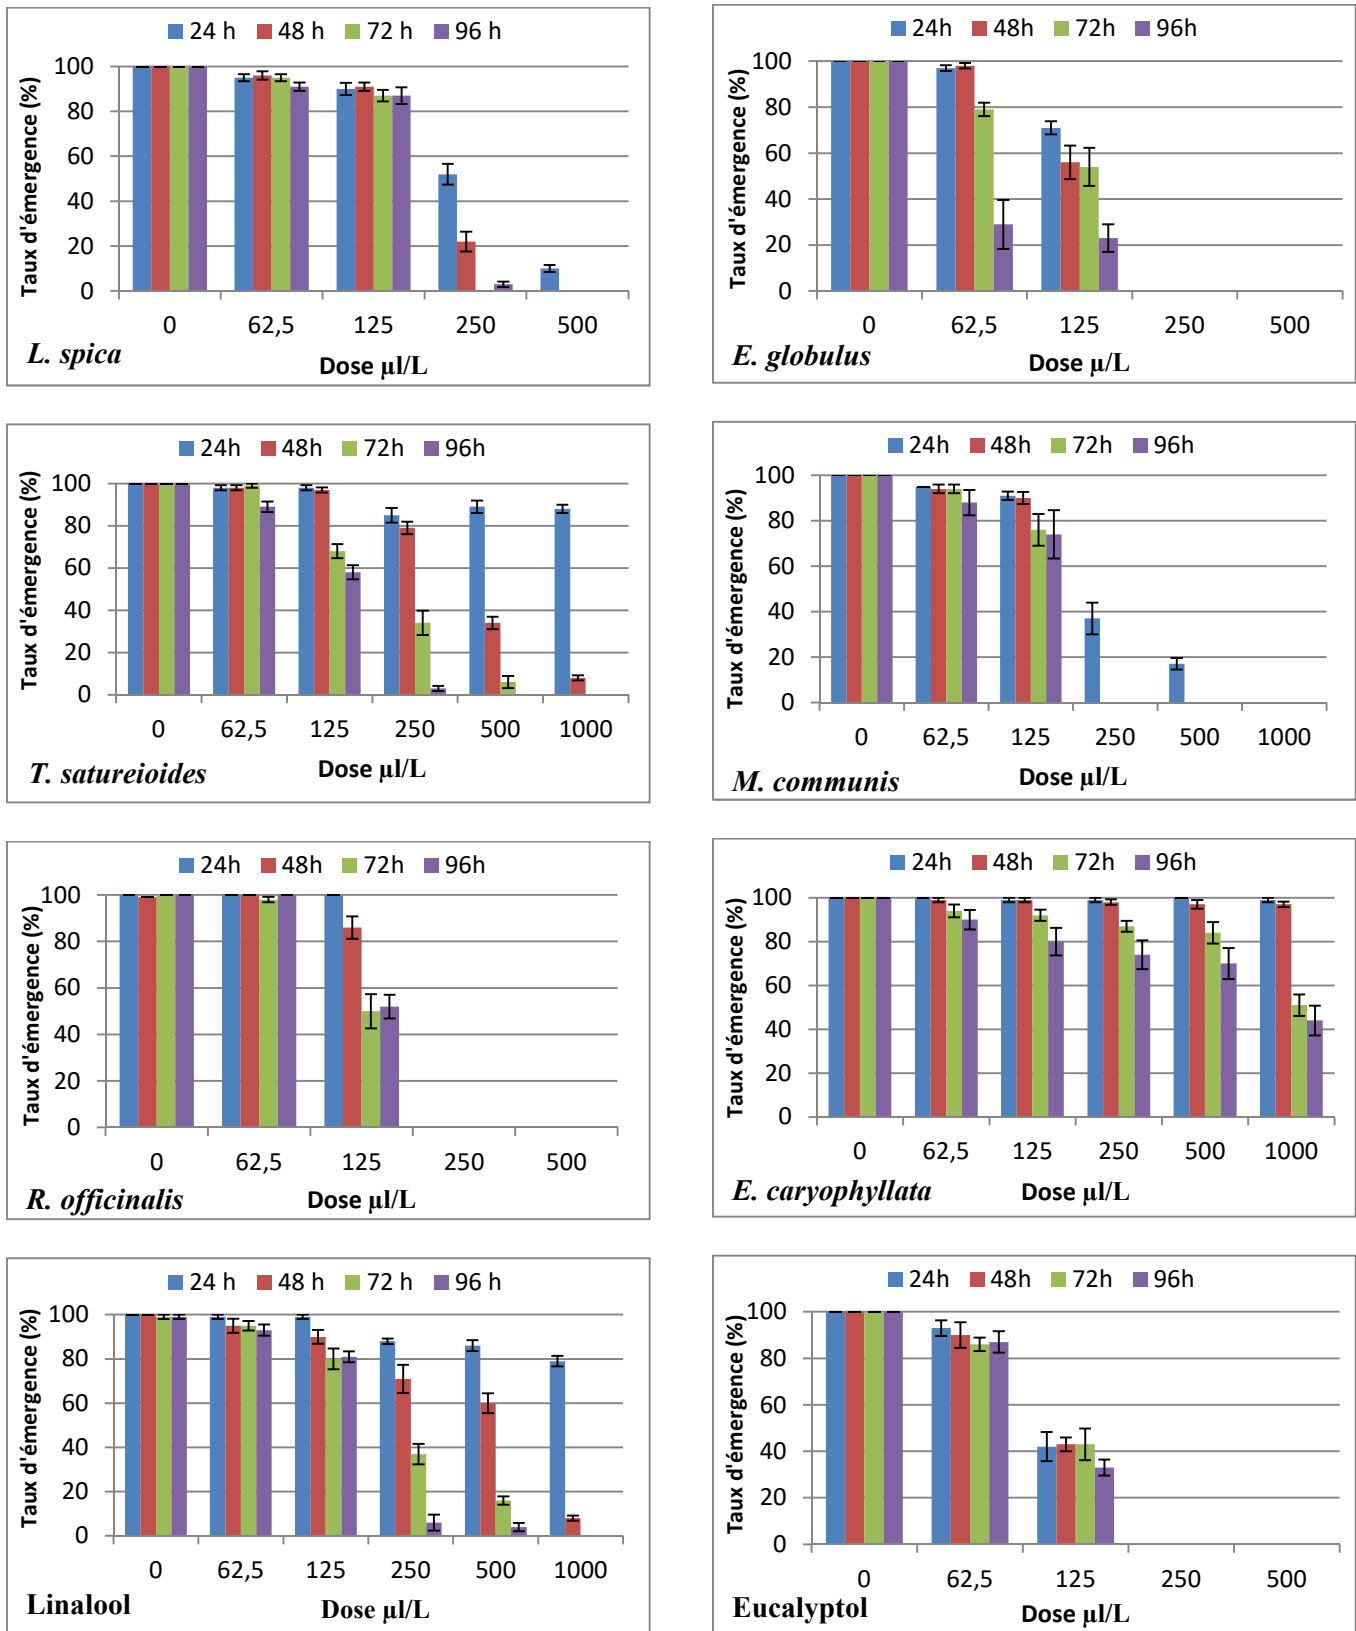 24 h 48 h 72 h 96 h
Taux d'émergence (%)
100
80
60
40
20
0
0 62,5 125 250 500
L. spica
Dose µl/L
24h 48h 72h 96h
Taux d'émergence (%)
100
80
60
40
20
0
0 62,5 125 250 500
E. globulus
Dose µl/L
24h 48h 72h 96h
Taux d'émergence (%)
100
80
60
40
20
0
0 62,5 125 250 500 1000
T. satureioides
Dose µl/L
24h 48h 72h 96h
Taux d'émergence (%)
100
80
60
40
20
0
0 62,5 125 250 500 1000
M. communis
Dose µl/L
24h 48h 72h 96h
Taux d'émergence (%)
100
80
60
40
20
0
0 62,5 125 250 500
R. officinalis
Dose µl/L
24h 48h 72h 96h
Taux d'émergence (%)
100
80
60
40
20
0
0 62,5 125 250 500 1000
E. caryophyllata
Dose µl/L
24 h 48 h 72 h 96 h
Taux d'émergence (%)
100
80
60
40
20
0
0 62,5 125 250 500 1000
Linalool
Dose µl/L
24h 48h 72h 96h
Taux d'émergence (%)
100
80
60
40
20
0
0 62,5 125 250 500
Eucalyptol
Dose µl/L